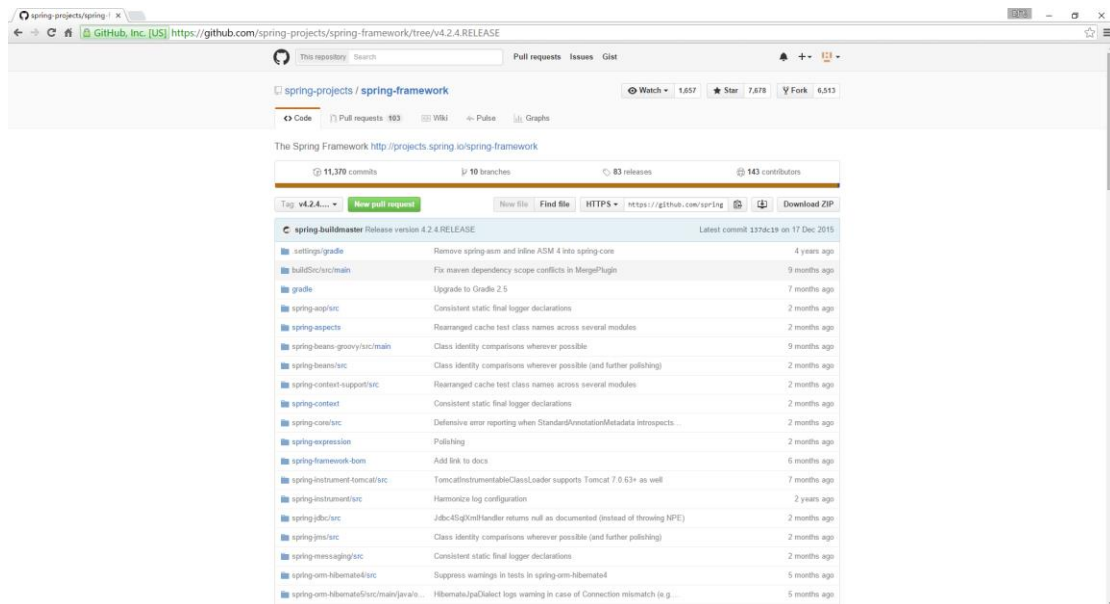 spring-projects/spring-f
GitHub, Inc. [US] https://github.com/spring-projects/spring-framework/tree/v4.2.4.RELEASE
This repository Search Pull requests Issues Gist
spring-projects / spring-framework Watch 1,657 Star 7,678 Fork 6,513
Code Pull requests 103 Wiki Pulse Graphs
The Spring Framework http://projects.spring.io/spring-framework
11,370 commits 10 branches 83 releases 143 contributors
Tag: v4.2.4.... New pull request New file Find file HTTPS https://github.com/spring Download ZIP
spring-buildmaster Release version 4.2.4.RELEASE Latest commit 137dc19 on 17 Dec 2015
settings/gradle Remove spring-asm and inline ASM 4 into spring-core 4 years ago
buildSrc/src/main Fix maven dependency scope conflicts in MergePlugin 9 months ago
gradle Upgrade to Gradle 2.5 7 months ago
spring-aop/src Consistent static final logger declarations 2 months ago
spring-aspects Rearranged cache test class names across several modules 2 months ago
spring-beans-groovy/src/main Class identity comparisons wherever possible 9 months ago
spring-beans/src Class identity comparisons wherever possible (and further polishing) 2 months ago
spring-context-support/src Rearranged cache test class names across several modules 2 months ago
spring-context Consistent static final logger declarations 2 months ago
spring-core/src Defensive error reporting when StandardAnnotationMetadata introspects... 2 months ago
spring-expression Polishing 2 months ago
spring-framework-bom Add link to docs 6 months ago
spring-instrument-tomcat/src TomcatInstrumentableClassLoader supports Tomcat 7.0.63+ as well 7 months ago
spring-instrument/src Harmonize log configuration 2 years ago
spring-jdbc/src Jdbc4SqlXmlHandler returns null as documented (instead of throwing NPE) 2 months ago
spring-jms/src Class identity comparisons wherever possible (and further polishing) 2 months ago
spring-messaging/src Consistent static final logger declarations 2 months ago
spring-orm-hibernate4/src Suppress warnings in tests in spring-orm-hibernate4 5 months ago
spring-orm-hibernate5/src/main/java/o... HibernateJpaDialect logs warning in case of Connection mismatch (e.g.... 5 months ago